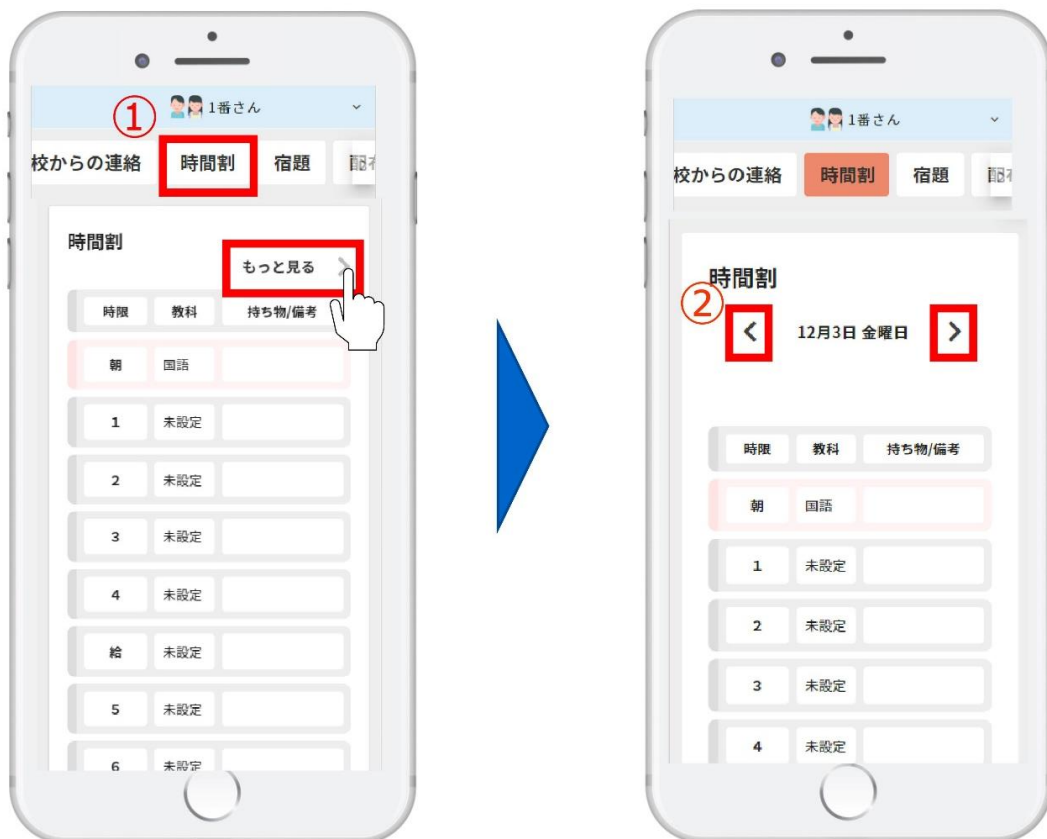 ①
1番さん
校からの連絡 時間割 宿題 配布
時間割
もっと見る
時限 教科 持ち物/備考
朝 国語
1 未設定
2 未設定
3 未設定
4 未設定
給 未設定
5 未設定
6 未設定
1番さん
校からの連絡 時間割 宿題 配布
時間割
②
12月3日 金曜日
時限 教科 持ち物/備考
朝 国語
1 未設定
2 未設定
3 未設定
4 未設定